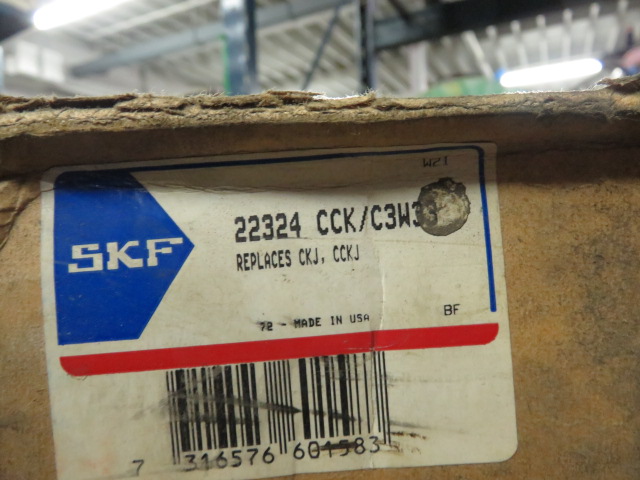 W21
SKF
22324 CCK/C3W33
REPLACES CKJ, CCKJ
72 - MADE IN USA
BF
7 316576 601583